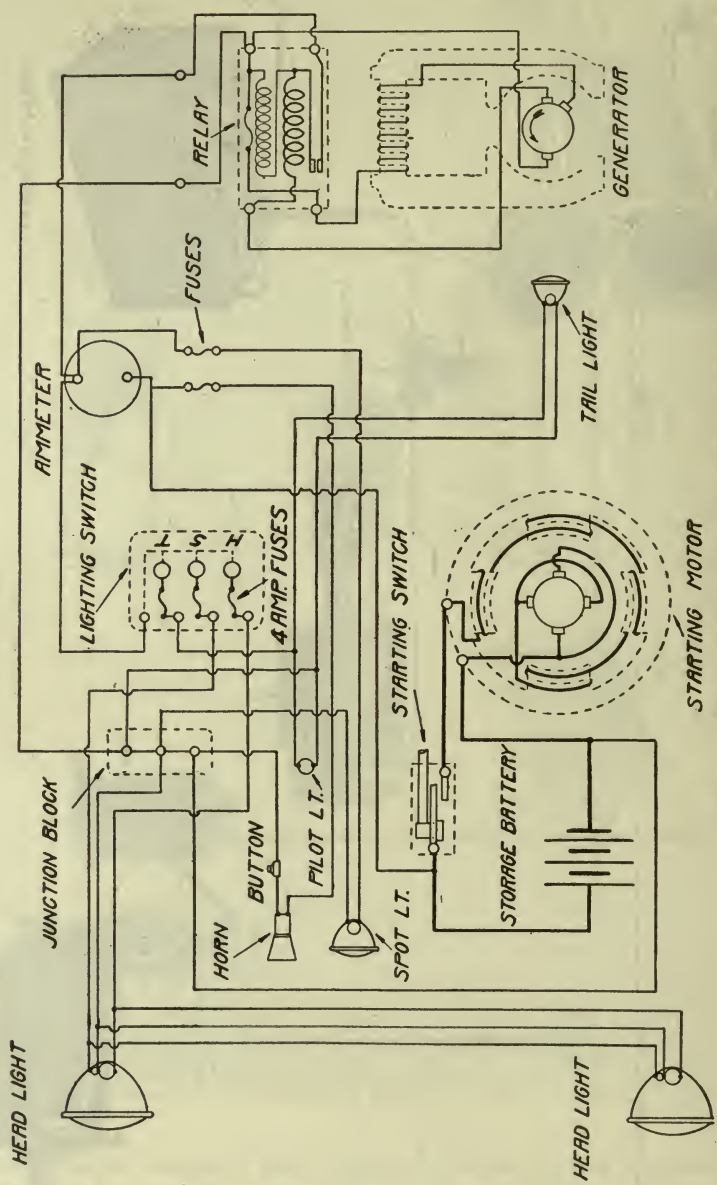 HEAD LIGHT
JUNCTION BLOCK
LIGHTING SWITCH
T S H
4 AMP. FUSES
AMMETER
FUSES
RELAY
GENERATOR
HORN
BUTTON
PILOT LT.
SPOT LT.
STORAGE BATTERY
STARTING SWITCH
STARTING MOTOR
TAIL LIGHT
HEAD LIGHT